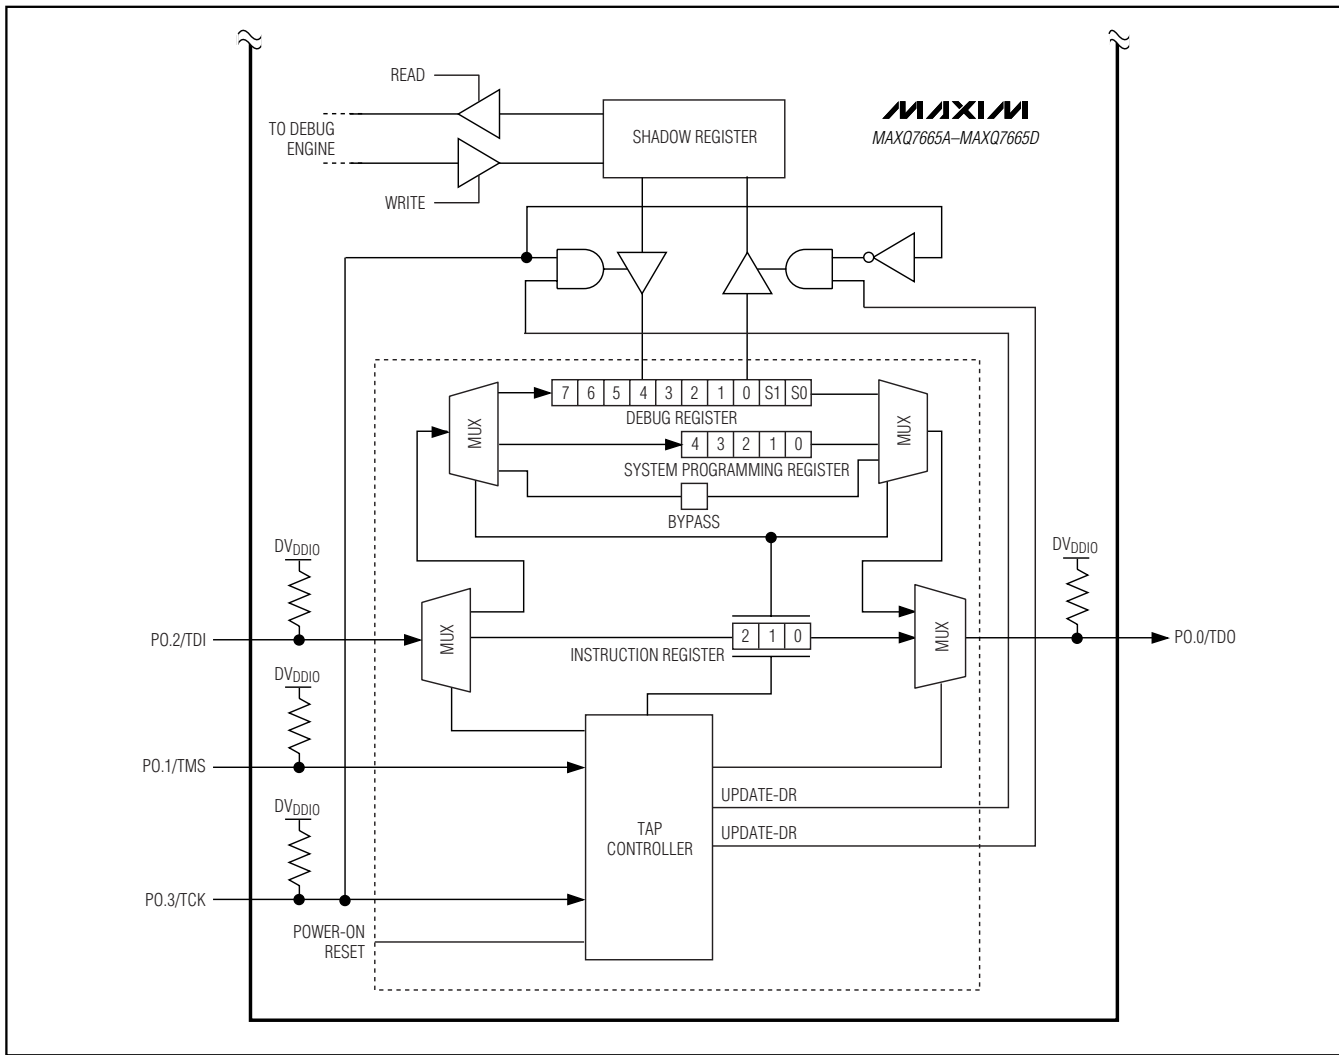 READ
MAXIM
MAXQ7665A–MAXQ7665D
TO DEBUG
ENGINE
SHADOW REGISTER
WRITE
7 6 5 4 3 2 1 0 S1 S0
DEBUG REGISTER
MUX
MUX
4 3 2 1 0
SYSTEM PROGRAMMING REGISTER
BYPASS
DVDDIO
DVDDIO
P0.2/TDI
MUX
2 1 0
INSTRUCTION REGISTER
MUX
P0.0/TDO
DVDDIO
P0.1/TMS
UPDATE-DR
DVDDIO
TAP
CONTROLLER
UPDATE-DR
P0.3/TCK
POWER-ON
RESET